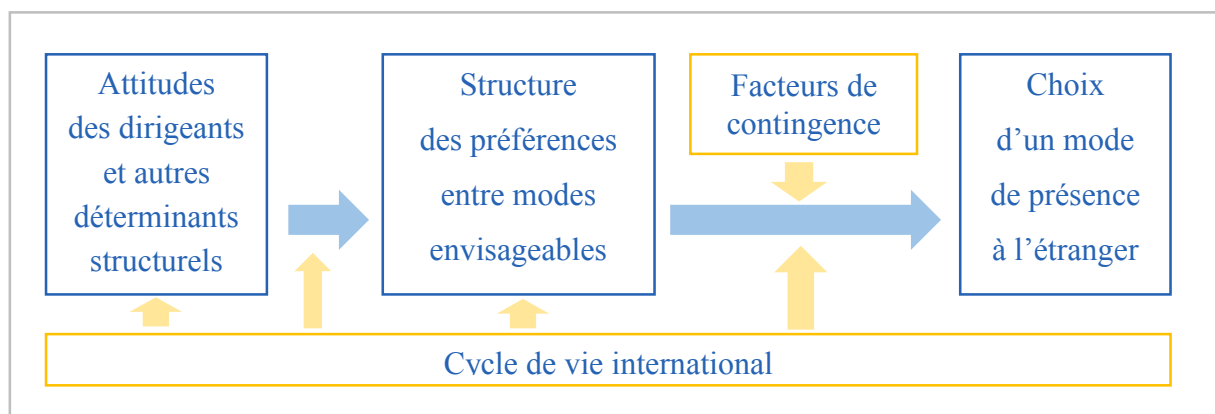 Attitudes
des dirigeants
et autres
déterminants
structurels
Structure
des préférences
entre modes
envisageables
Facteurs de
contingence
Choix
d’un mode
de présence
à l’étranger
Cycle de vie international